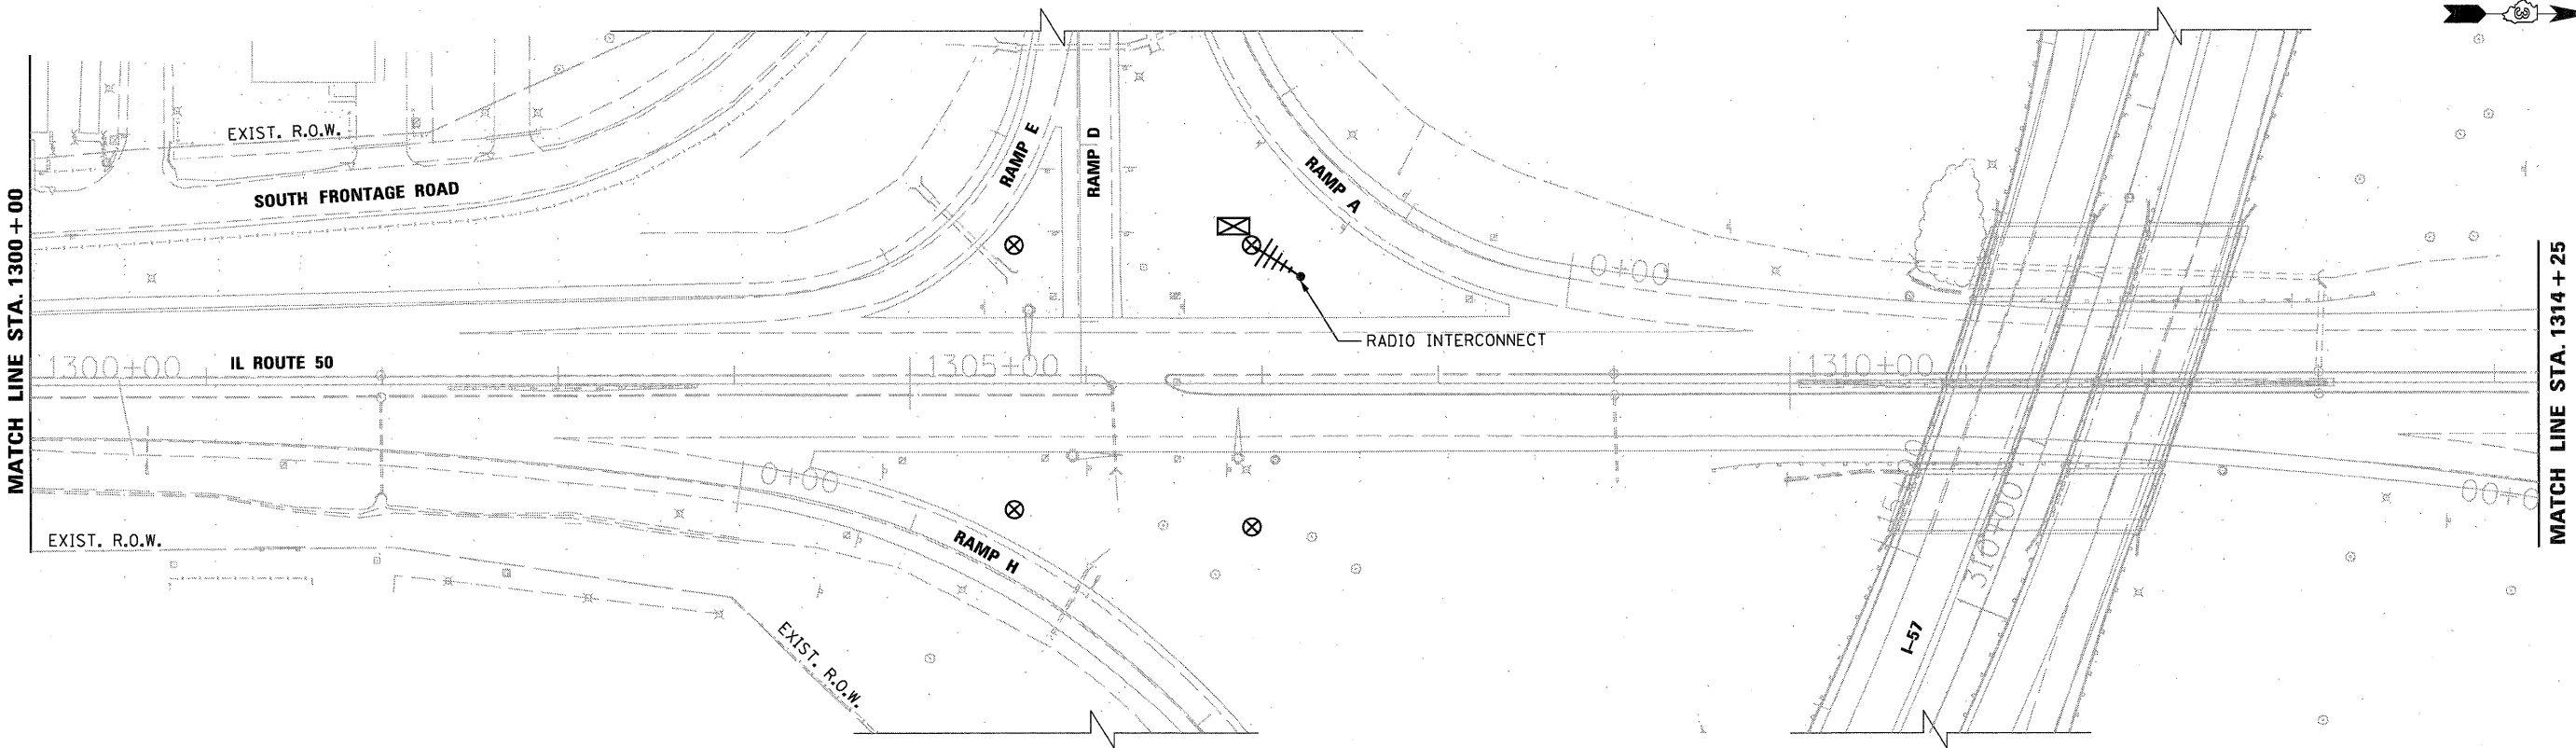 EXIST. R.O.W.
SOUTH FRONTAGE ROAD
RAMP E
RAMP D
RAMP A
MATCH LINE STA. 1300+00
0+00
RADIO INTERCONNECT
MATCH LINE STA. 1314+25
1300+00
IL ROUTE 50
1305+00
1310+00
0+00
EXIST. R.O.W.
RAMP H
310+00
EXIST. R.O.W.
I-57